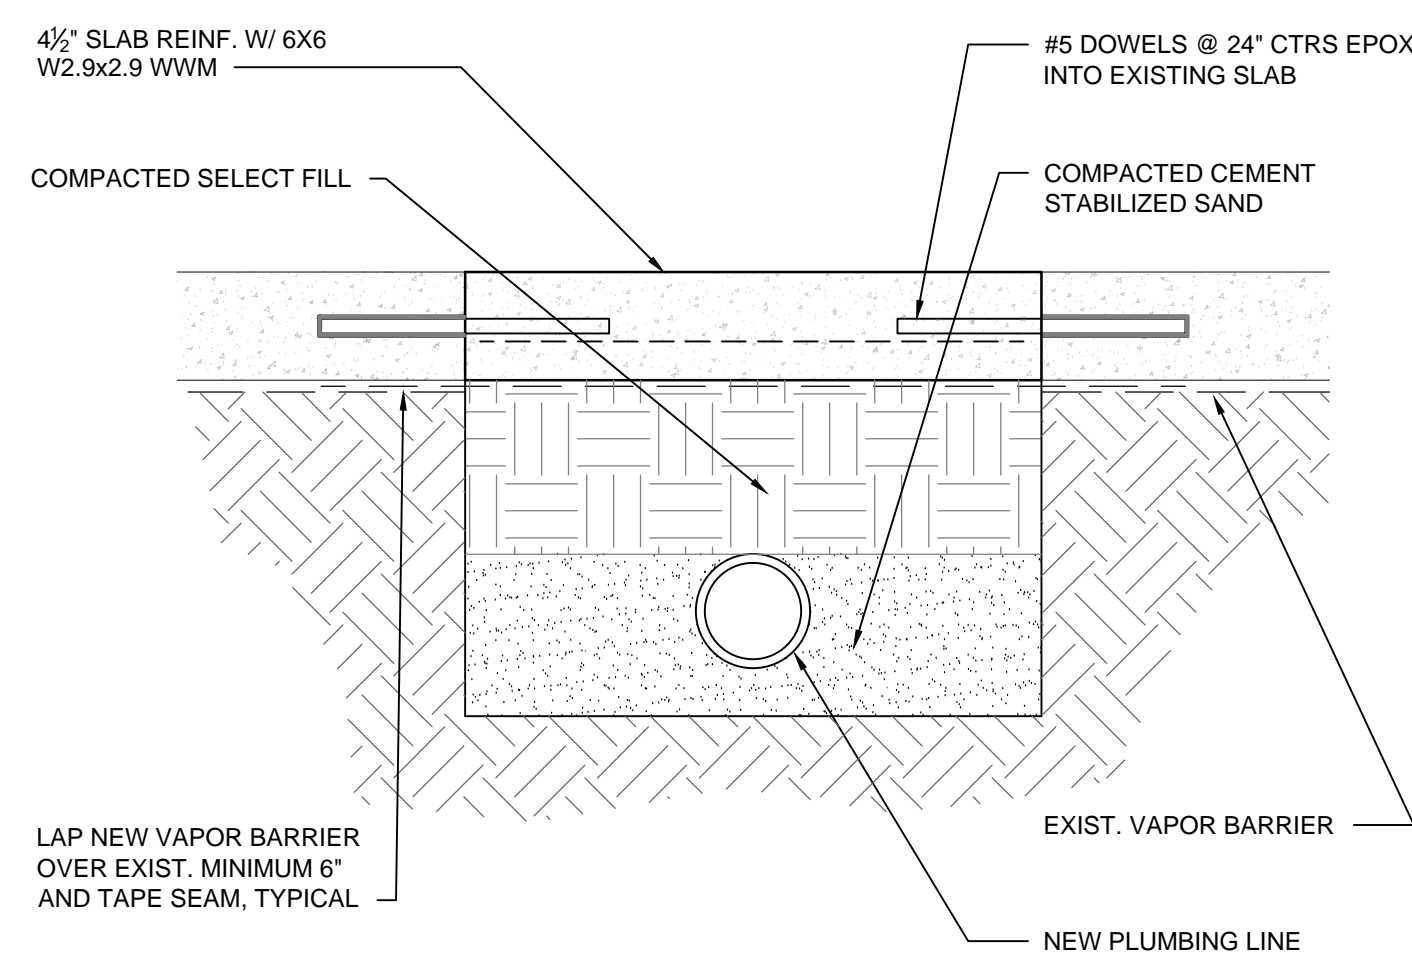 4½" SLAB REINF. W/ 6X6
W2.9x2.9 WWM
#5 DOWELS @ 24" CTRS
INTO EXISTING SLAB
COMPACTED SELECT FILL
COMPACTED CEMENT
STABILIZED SAND
LAP NEW VAPOR BARRIER
OVER EXIST. MINIMUM 6"
AND TAPE SEAM, TYPICAL
EXIST. VAPOR BARRIER
NEW PLUMBING LINE